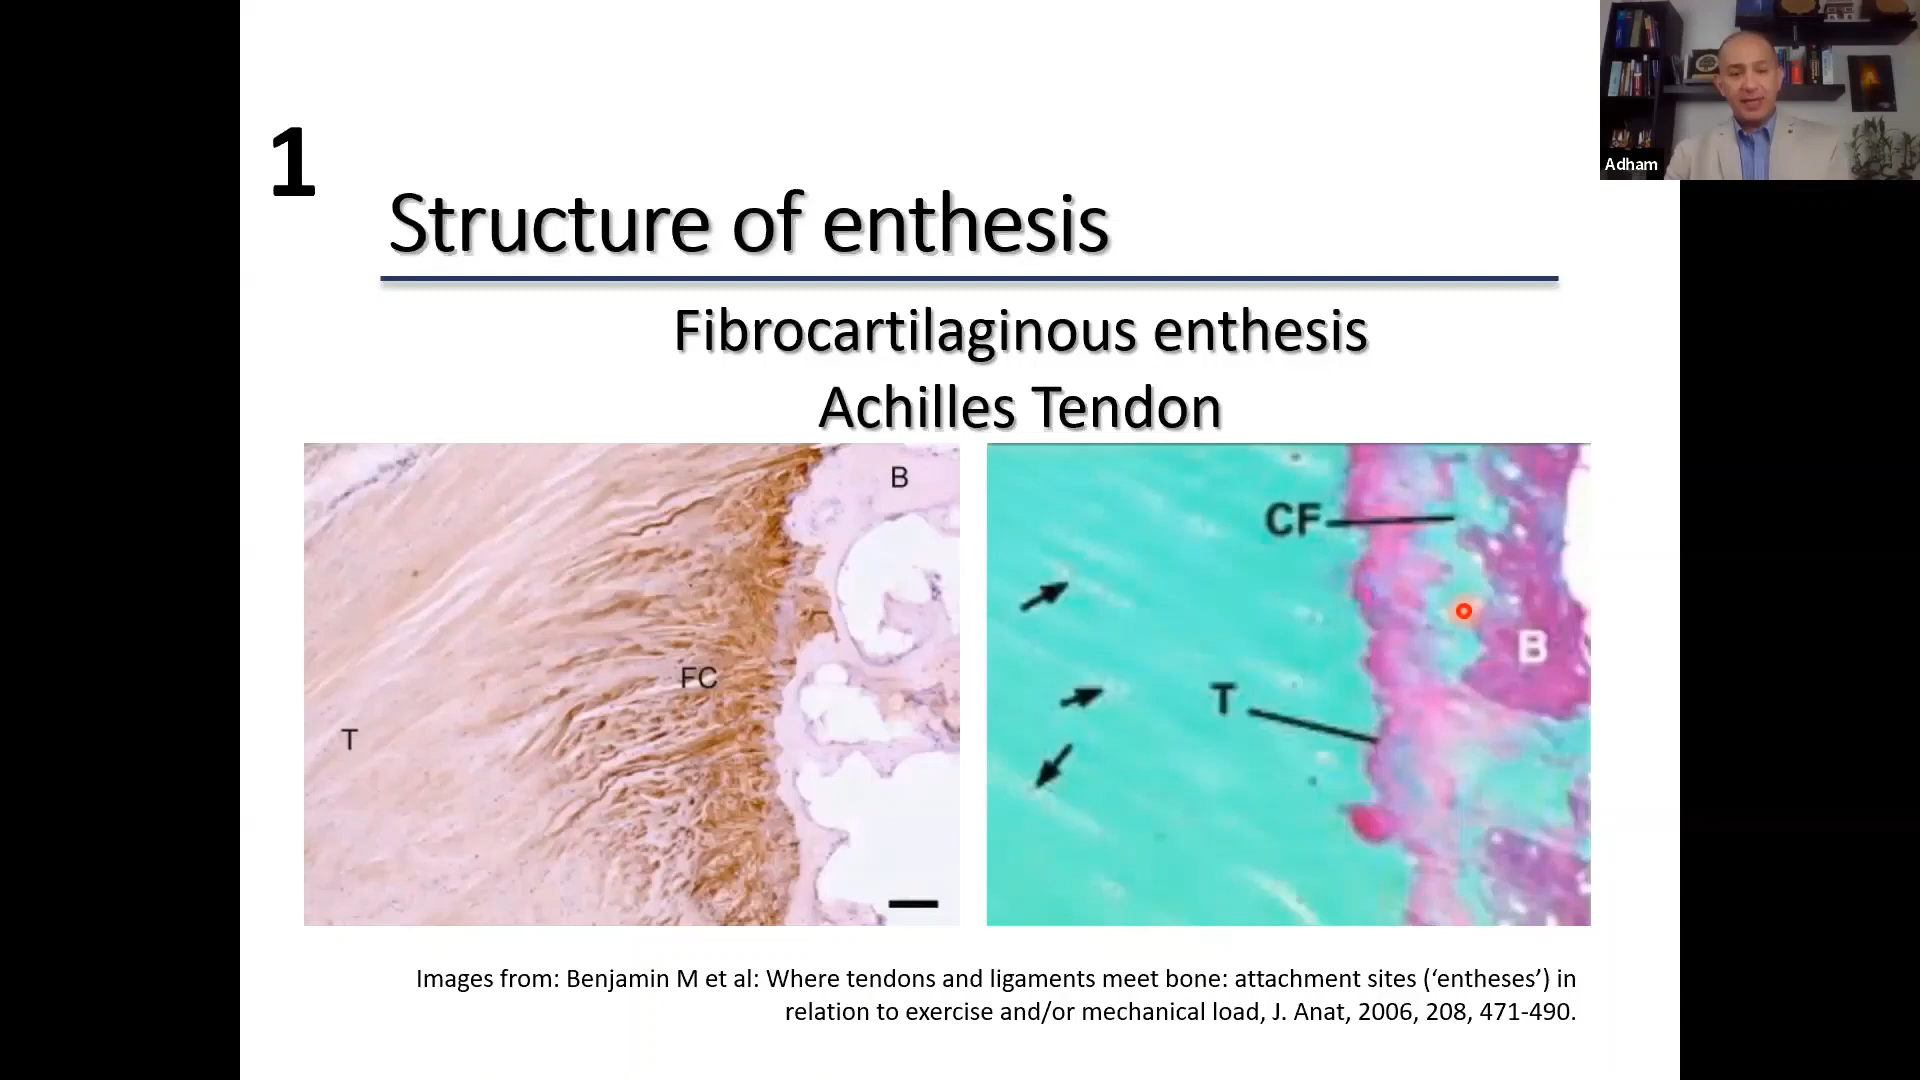 Adham
1
Structure of enthesis
Fibrocartilaginous enthesis
Achilles Tendon
B
FC
T
CF
B
T
Images from: Benjamin M et al: Where tendons and ligaments meet bone: attachment sites (‘entheses’) in
relation to exercise and/or mechanical load, J. Anat, 2006, 208, 471-490.